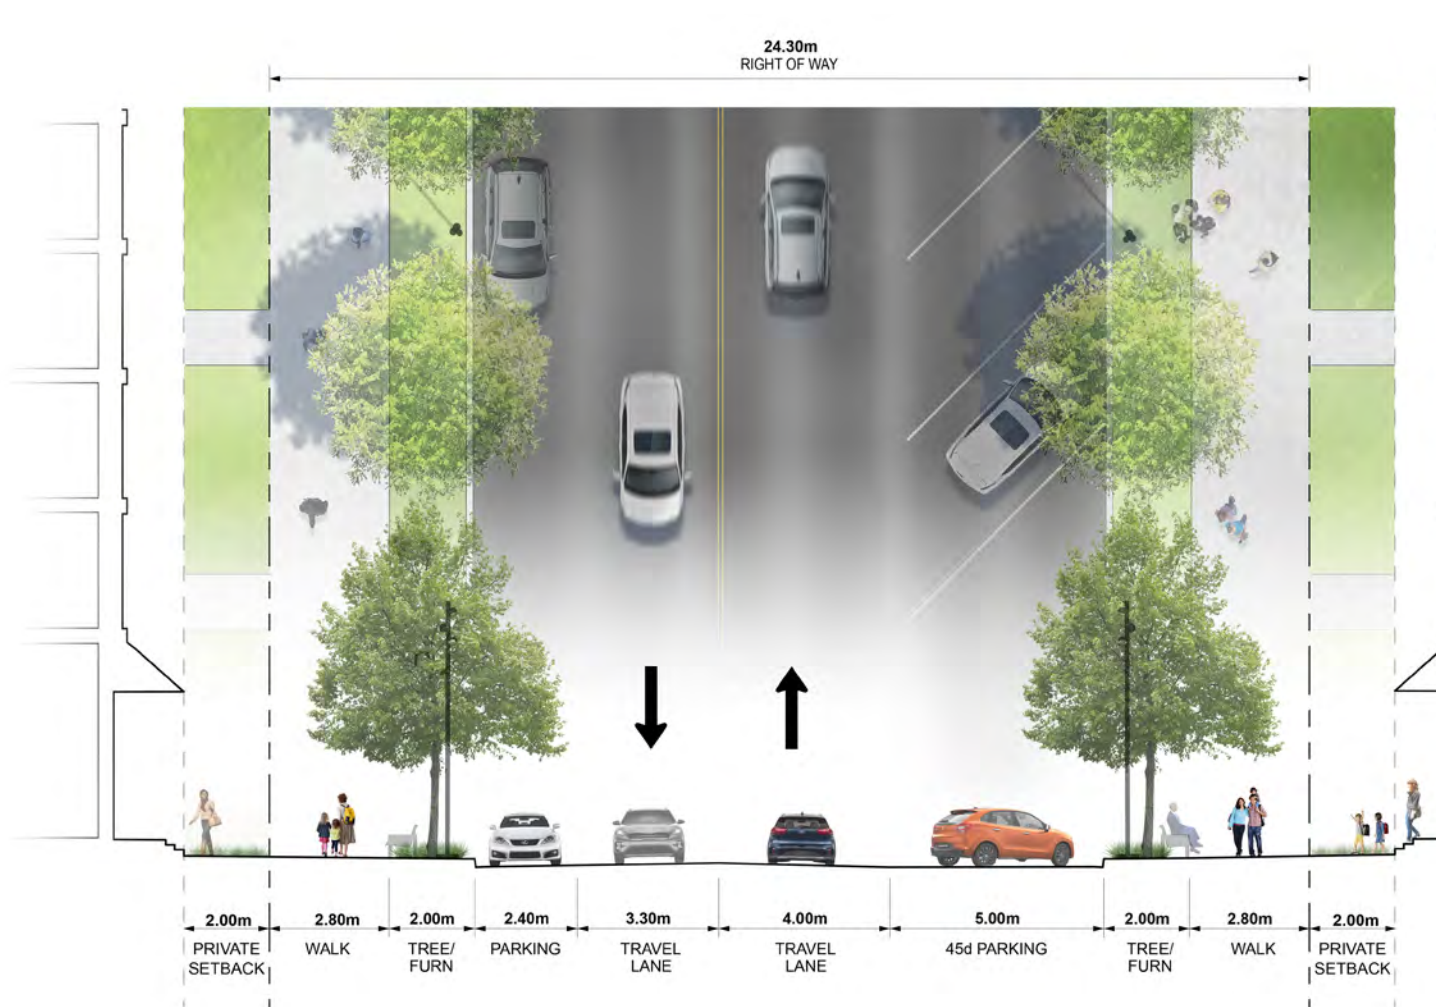 24.30m
RIGHT OF WAY
2.00m 2.80m 2.00m 2.40m 3.30m 4.00m 5.00m 2.00m 2.80m 2.00m
PRIVATE WALK TREE/ PARKING TRAVEL TRAVEL 45d PARKING TREE/ WALK PRIVATE
SETBACK FURN LANE LANE FURN SETBACK